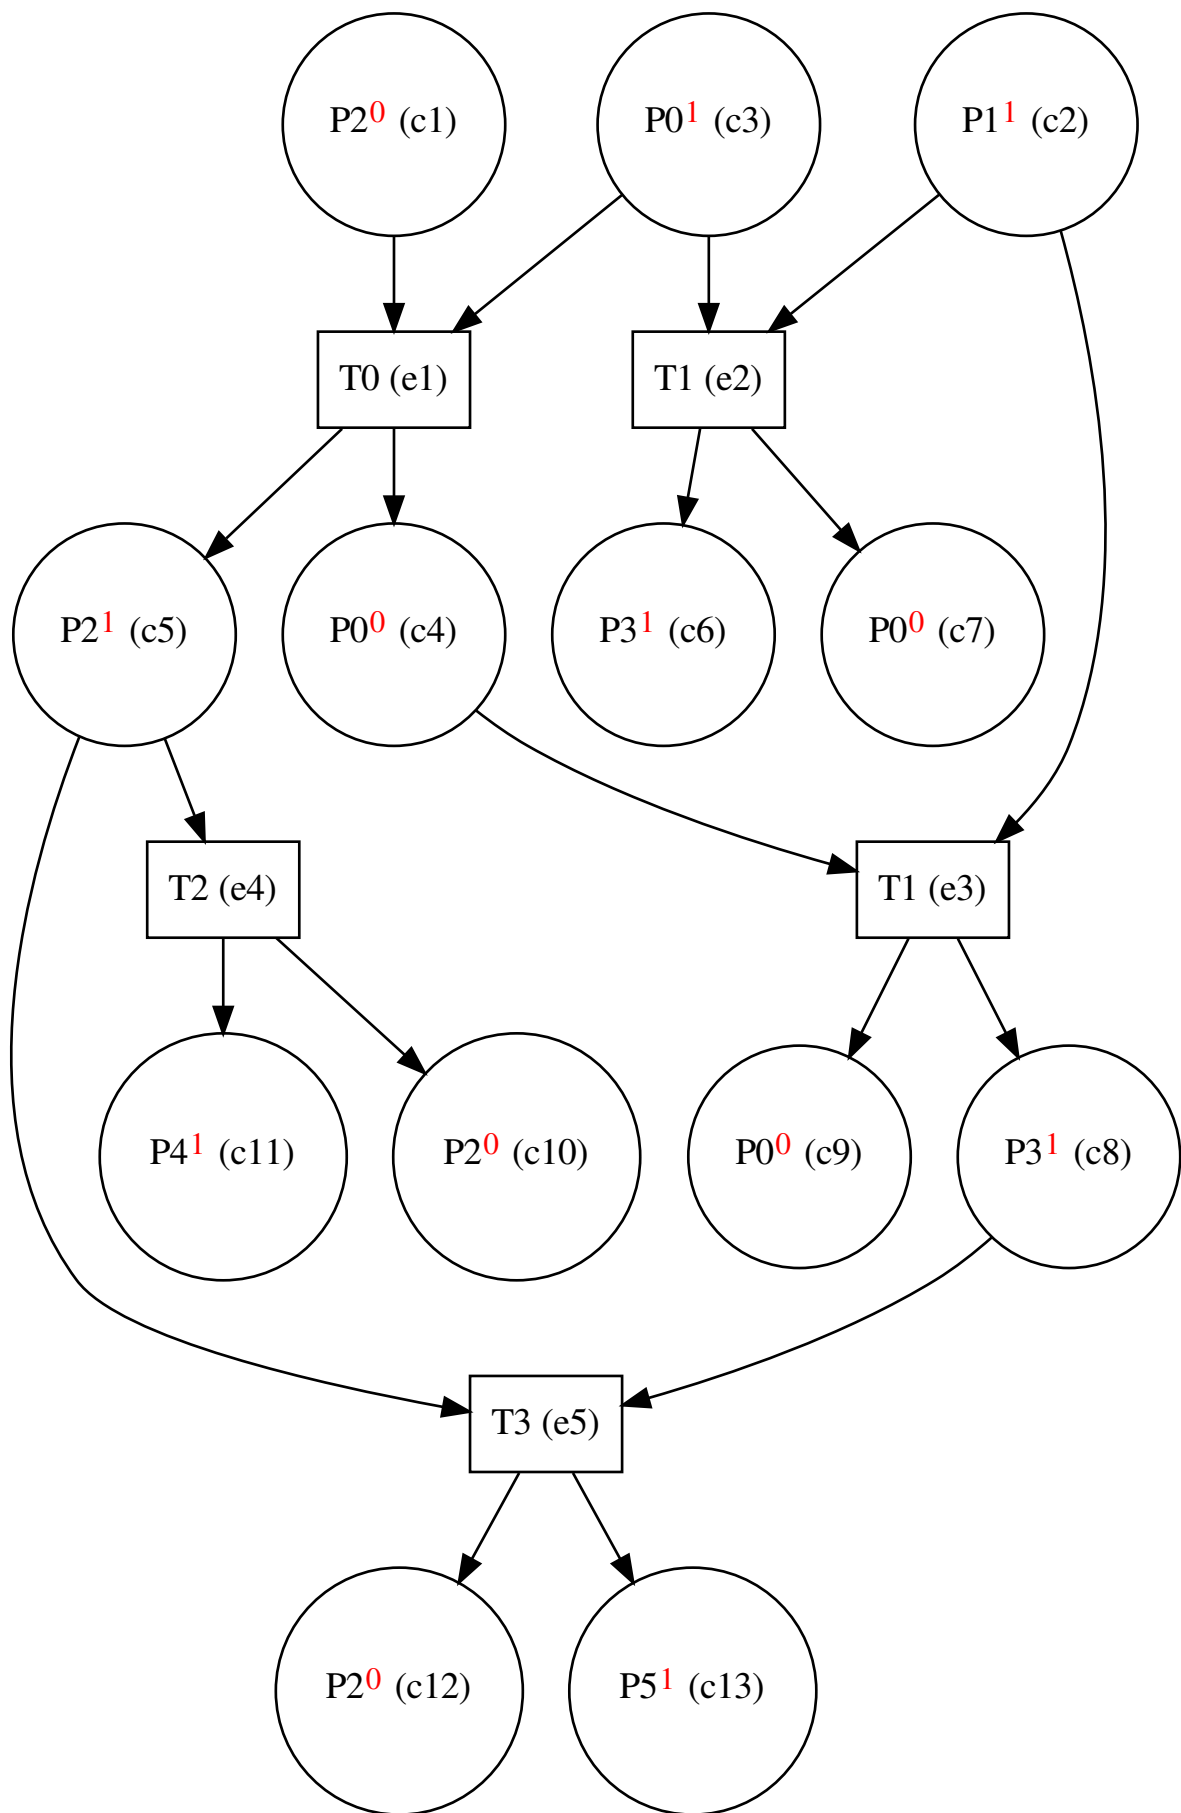 P2⁰ (c1)
P0¹ (c3)
P1¹ (c2)
T0 (e1)
T1 (e2)
P2¹ (c5)
P0⁰ (c4)
P3¹ (c6)
P0⁰ (c7)
T2 (e4)
T1 (e3)
P4¹ (c11)
P2⁰ (c10)
P0⁰ (c9)
P3¹ (c8)
T3 (e5)
P2⁰ (c12)
P5¹ (c13)